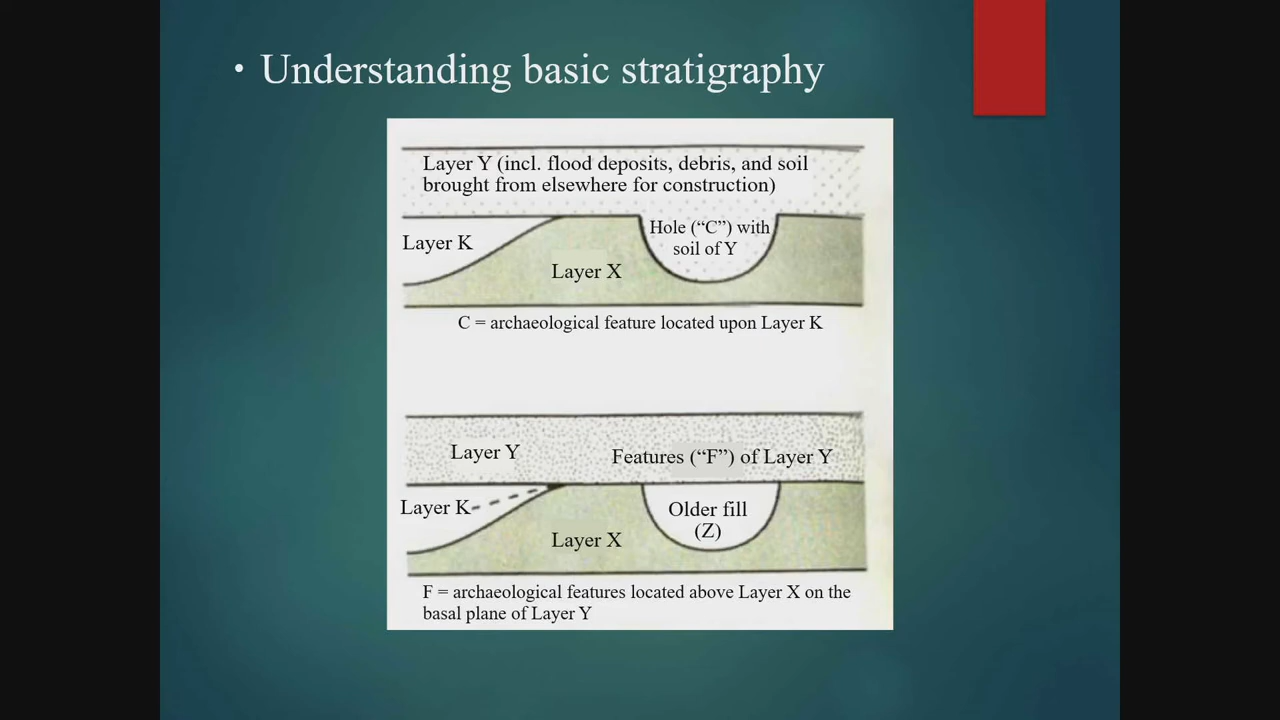 • Understanding basic stratigraphy
Layer Y (incl. flood deposits, debris, and soil
brought from elsewhere for construction)
Layer K
Layer X
Hole (“C”) with
soil of Y
C = archaeological feature located upon Layer K
Layer Y
Features (“F”) of Layer Y
Layer K
Layer X
Older fill
(Z)
F = archaeological features located above Layer X on the
basal plane of Layer Y